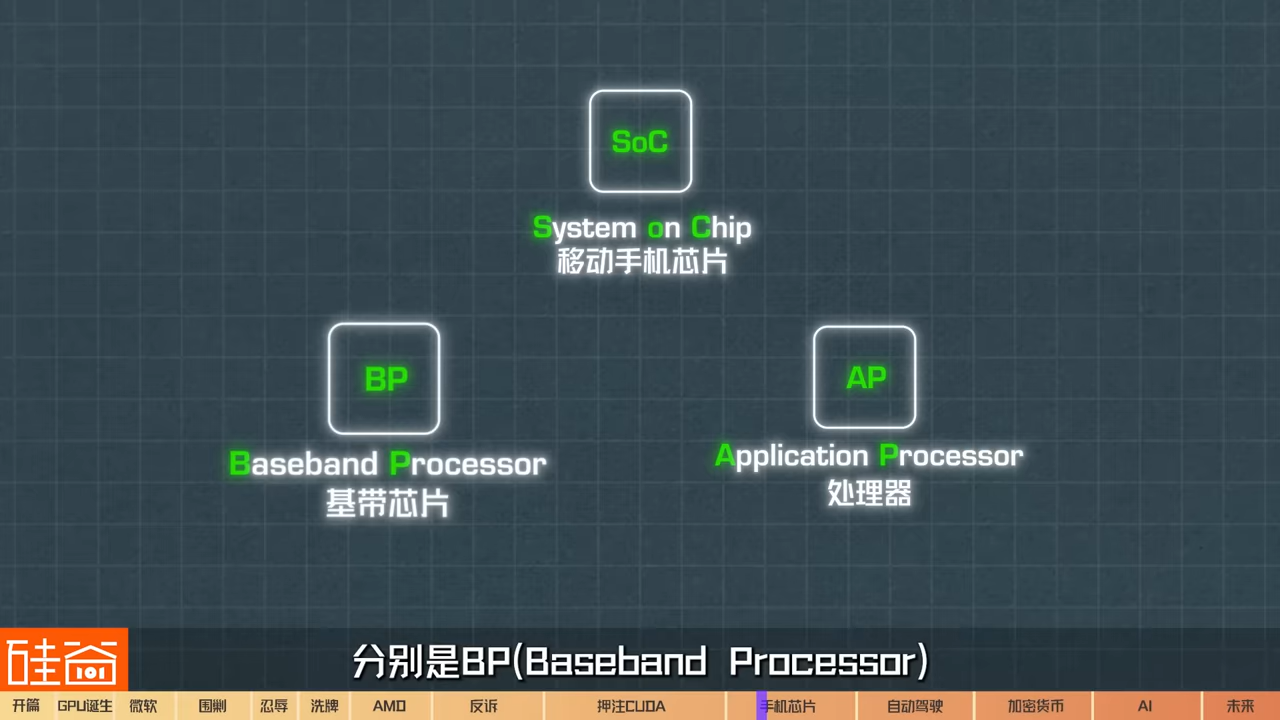 SoC
System on Chip
移动手机芯片
BP
Baseband Processor
基带芯片
AP
Application Processor
处理器
分别是BP(Baseband Processor)
硅谷
101
开篇
GPU诞生
微软
围剿
忍辱
洗牌
AMD
反诉
押注CUDA
手机芯片
自动驾驶
加密货币
AI
未来